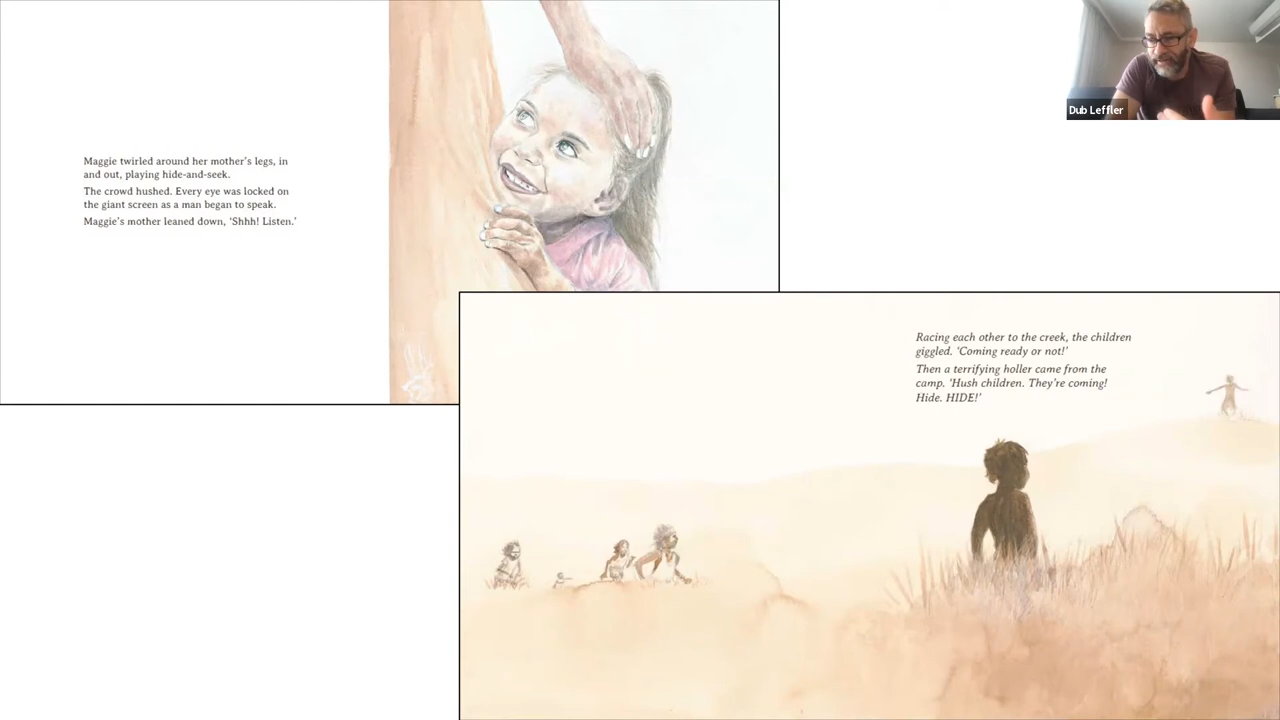 Maggie twirled around her mother's legs, in
and out, playing hide-and-seek.
The crowd hushed. Every eye was locked on
the giant screen as a man began to speak.
Maggie's mother leaned down, ‘Shhh! Listen.’
Dub Leffler
Racing each other to the creek, the children
giggled. ‘Coming ready or not!’
Then a terrifying holler came from the
camp. ‘Hush children. They're coming!
Hide. HIDE!’